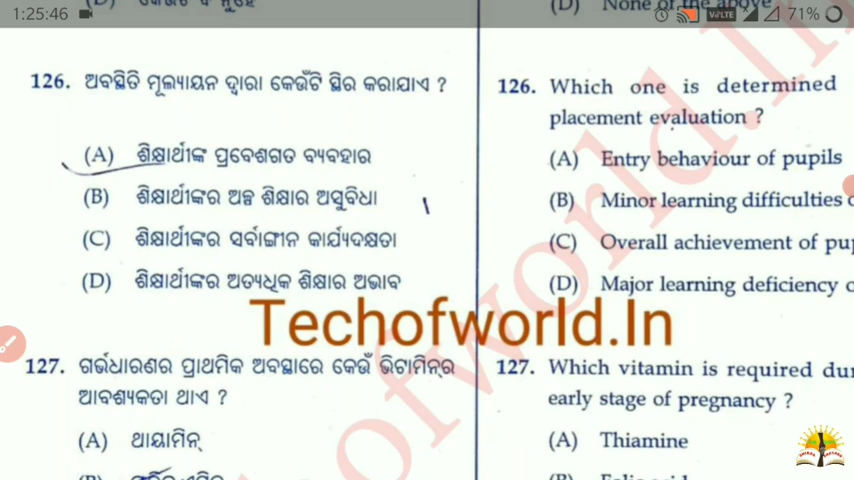 1:25:46
VoLTE
71%
(D) None of the above
126. ଅବସ୍ଥିତି ମୂଲ୍ୟାୟନ ଦ୍ୱାରା କେଉଁଟି ସ୍ଥିର କରାଯାଏ ?
(A) ଶିକ୍ଷାର୍ଥୀଙ୍କ ପ୍ରବେଶଗତ ବ୍ୟବହାର
(B) ଶିକ୍ଷାର୍ଥୀଙ୍କର ଅଳ୍ପ ଶିକ୍ଷାର ଅସୁବିଧା
(C) ଶିକ୍ଷାର୍ଥୀଙ୍କର ସର୍ବାଙ୍ଗୀନ କାର୍ଯ୍ୟଦକ୍ଷତା
(D) ଶିକ୍ଷାର୍ଥୀଙ୍କର ଅତ୍ୟଧିକ ଶିକ୍ଷାର ଅଭାବ
127. ଗର୍ଭଧାରଣର ପ୍ରାଥମିକ ଅବସ୍ଥାରେ କେଉଁ ଭିଟାମିନ୍‌ର
ଆବଶ୍ୟକତା ଥାଏ ?
(A) ଥାୟାମିନ୍
126. Which one is determined
placement evaluation ?
(A) Entry behaviour of pupils
(B) Minor learning difficulties
(C) Overall achievement of
(D) Major learning deficiency
Techofworld.In
127. Which vitamin is required
early stage of pregnancy ?
(A) Thiamine